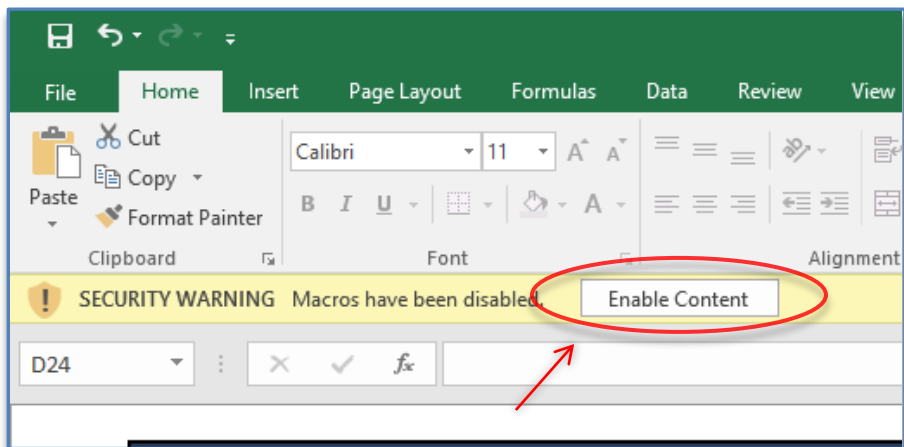 File Home Insert Page Layout Formulas Data Review View
Cut
Calibri 11 A A
Copy
Paste
B I U A
Format Painter
Clipboard Font Alignment
SECURITY WARNING Macros have been disabled. Enable Content
D24 fx